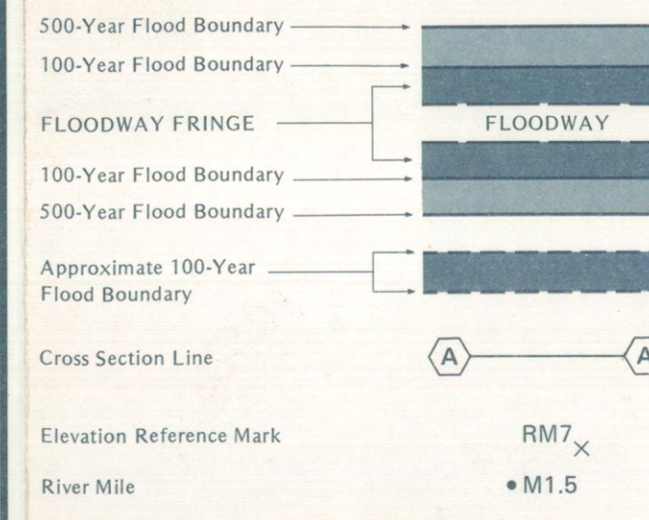 500-Year Flood Boundary
100-Year Flood Boundary
FLOODWAY FRINGE
FLOODWAY
100-Year Flood Boundary
500-Year Flood Boundary
Approximate 100-Year
Flood Boundary
Cross Section Line
A A
Elevation Reference Mark
RM7
River Mile
M1.5